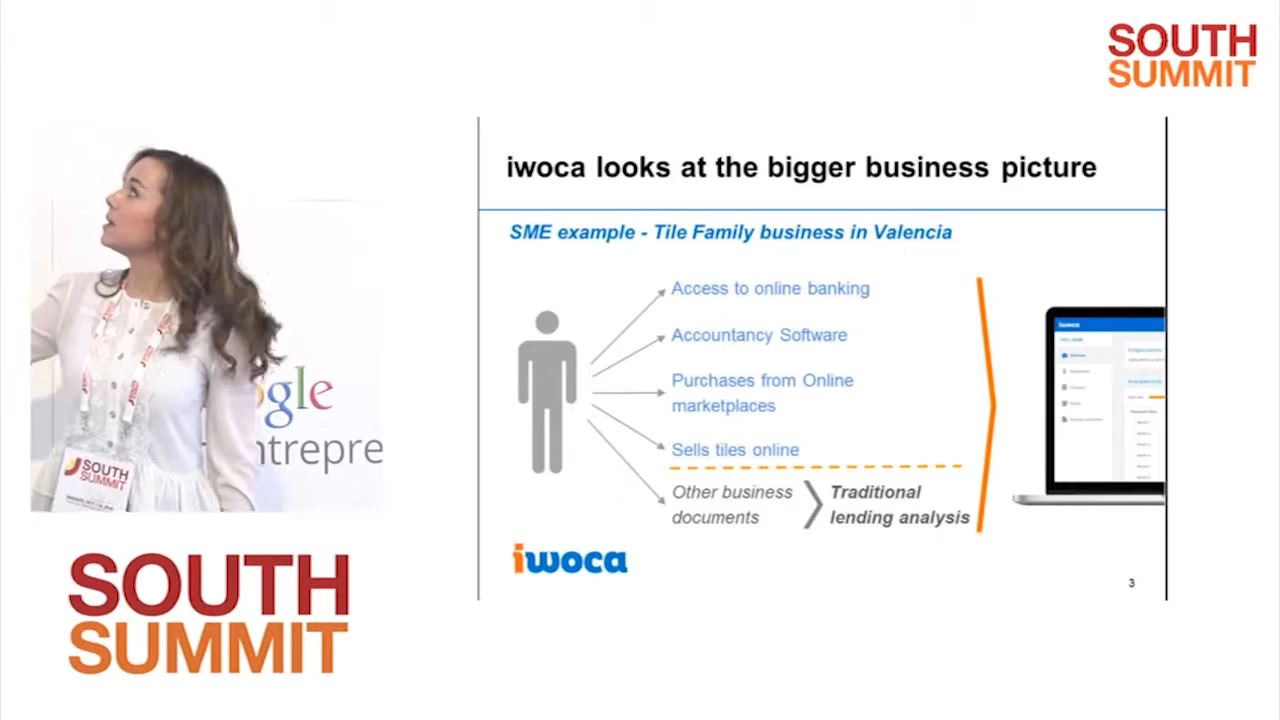 SOUTH
SUMMIT
iwoca looks at the bigger business picture
SME example - Tile Family business in Valencia
Access to online banking
Accountancy Software
Purchases from Online
marketplaces
Sells tiles online
Other business
documents
Traditional
lending analysis
iwoca
3
iwoca
ogle
ntrepre
SOUTH
SUMMIT
SOUTH
SUMMIT